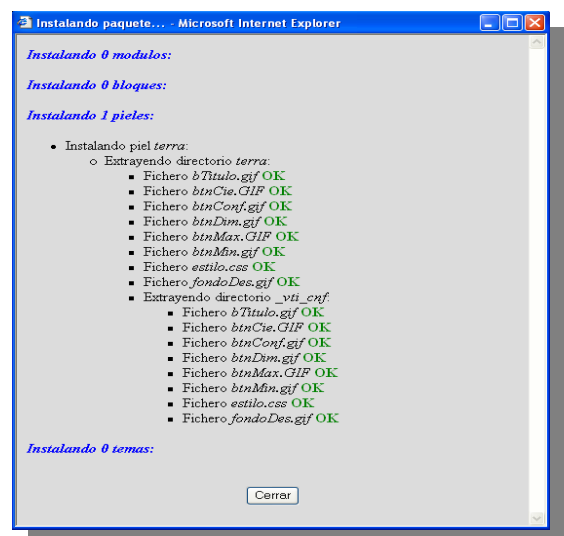 Instalando paquete... - Microsoft Internet Explorer
Instalando 0 modulos:
Instalando 0 bloques:
Instalando 1 pieles:
Instalando piel terra:
Extrayendo directorio terra:
Fichero bTitulo.gif OK
Fichero btnCie.GIF OK
Fichero btnConf.gif OK
Fichero btnDim.gif OK
Fichero btnMax.GIF OK
Fichero btnMin.gif OK
Fichero estilo.css OK
Fichero fondoDes.gif OK
Extrayendo directorio _vti_cnf:
Fichero bTitulo.gif OK
Fichero btnCie.GIF OK
Fichero btnConf.gif OK
Fichero btnDim.gif OK
Fichero btnMax.GIF OK
Fichero btnMin.gif OK
Fichero estilo.css OK
Fichero fondoDes.gif OK
Instalando 0 temas:
Cerrar